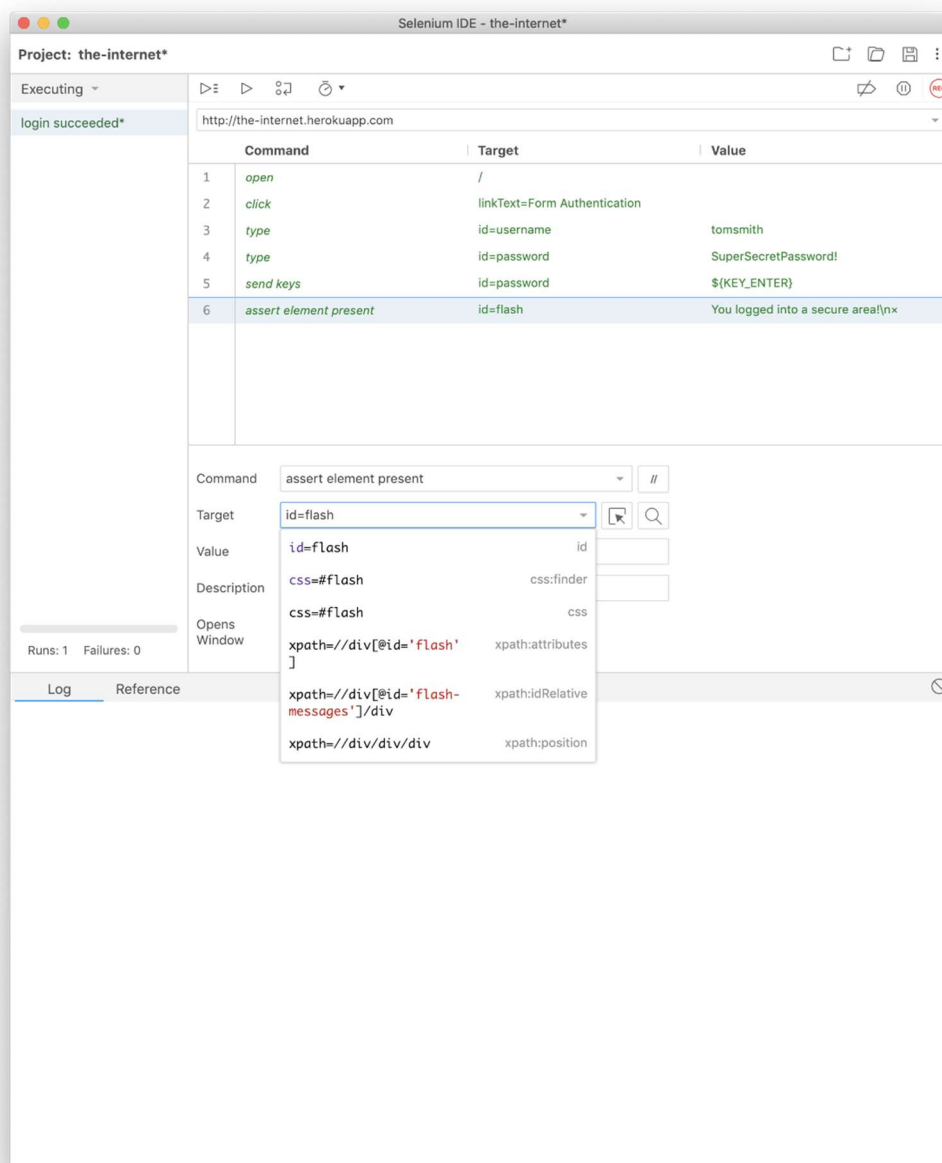 Selenium IDE - the-internet*
Project: the-internet*
Executing
login succeeded*
http://the-internet.herokuapp.com
Command Target Value
1 open /
2 click linkText=Form Authentication
3 type id=username tomsmith
4 type id=password SuperSecretPassword!
5 send keys id=password ${KEY_ENTER}
6 assert element present id=flash You logged into a secure area!\n×
Command assert element present //
Target id=flash
Value
Description
Opens
Window
id=flash id
css=#flash css:finder
css=#flash css
xpath=//div[@id='flash' xpath:attributes
]
xpath=//div[@id='flash- xpath:idRelative
messages']/div
xpath=//div/div/div xpath:position
Runs: 1 Failures: 0
Log Reference